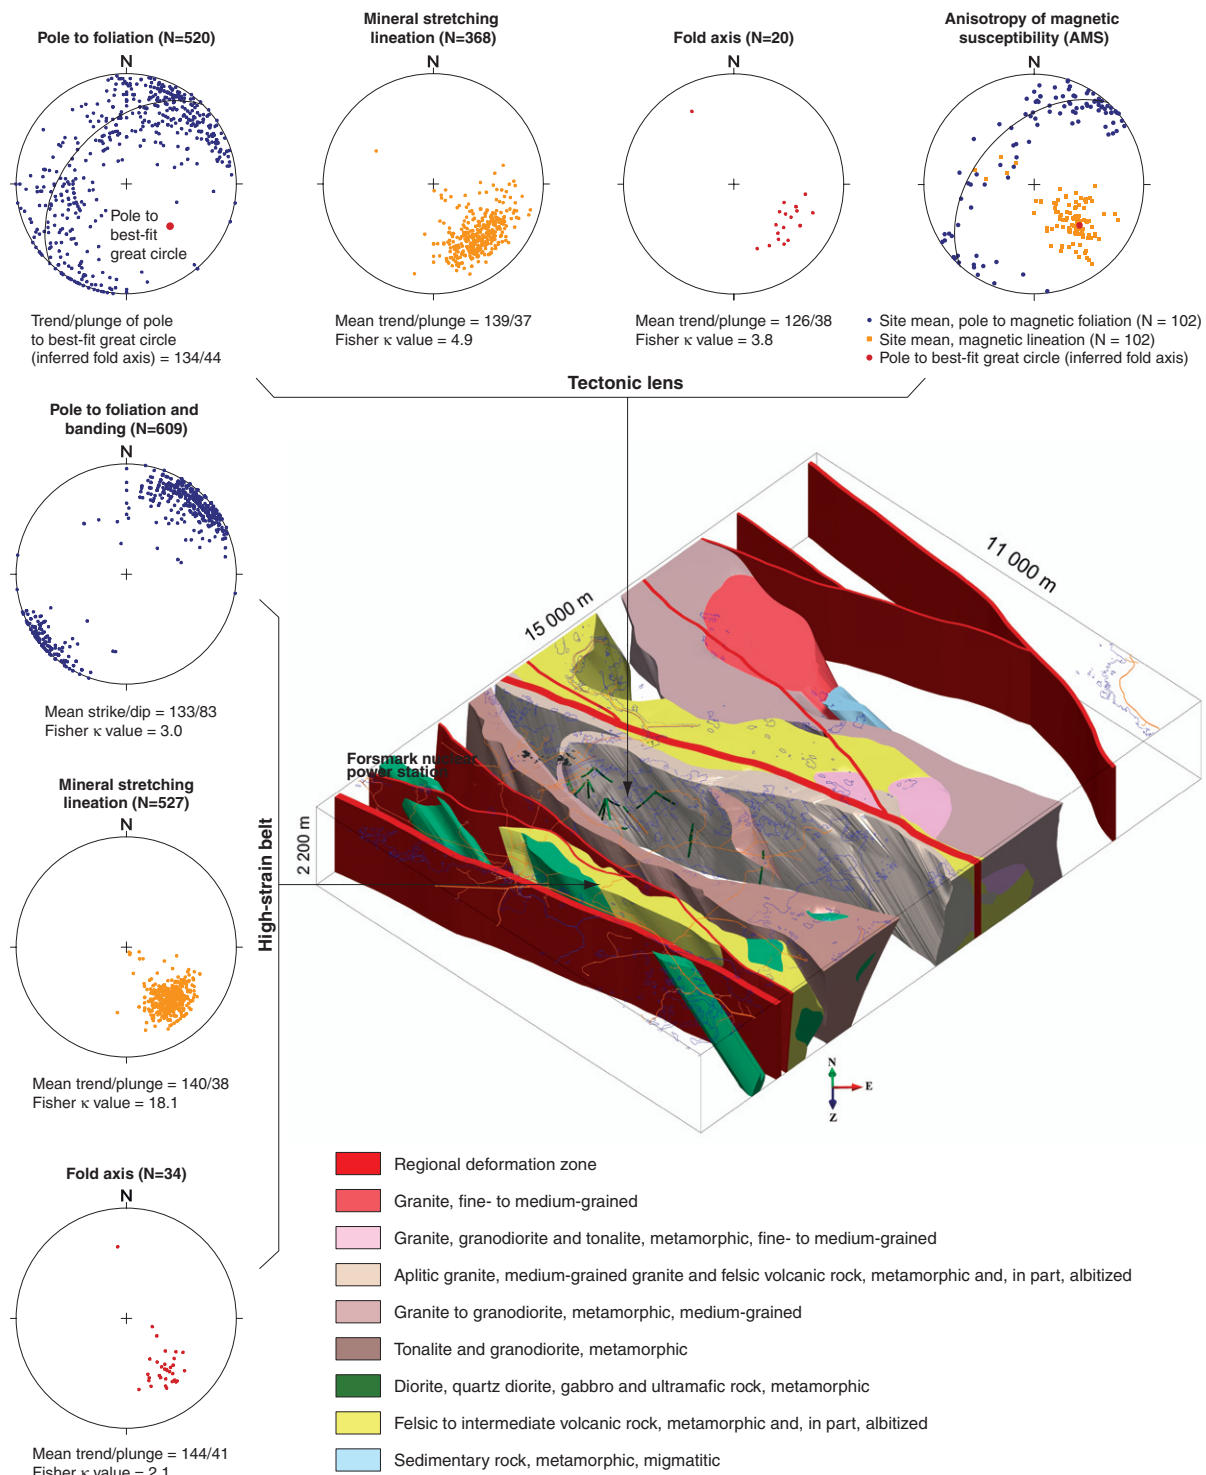 Pole to foliation (N=520)
N
Pole to
best-fit
great circle
Trend/plunge of pole
to best-fit great circle
(inferred fold axis) = 134/44
Mineral stretching
lineation (N=368)
N
Mean trend/plunge = 139/37
Fisher κ value = 4.9
Fold axis (N=20)
N
Mean trend/plunge = 126/38
Fisher κ value = 3.8
Anisotropy of magnetic
susceptibility (AMS)
N
Site mean, pole to magnetic foliation (N = 102)
Site mean, magnetic lineation (N = 102)
Pole to best-fit great circle (inferred fold axis)
Tectonic lens
Pole to foliation and
banding (N=609)
N
Mean strike/dip = 133/83
Fisher κ value = 3.0
Mineral stretching
lineation (N=527)
N
Mean trend/plunge = 140/38
Fisher κ value = 18.1
Fold axis (N=34)
N
Mean trend/plunge = 144/41
Fisher κ value = 2.1
High-strain belt
15 000 m
11 000 m
2 200 m
Forsmark nuclear
power station
N
E
Z
Regional deformation zone
Granite, fine- to medium-grained
Granite, granodiorite and tonalite, metamorphic, fine- to medium-grained
Aplitic granite, medium-grained granite and felsic volcanic rock, metamorphic and, in part, albitized
Granite to granodiorite, metamorphic, medium-grained
Tonalite and granodiorite, metamorphic
Diorite, quartz diorite, gabbro and ultramafic rock, metamorphic
Felsic to intermediate volcanic rock, metamorphic and, in part, albitized
Sedimentary rock, metamorphic, migmatitic